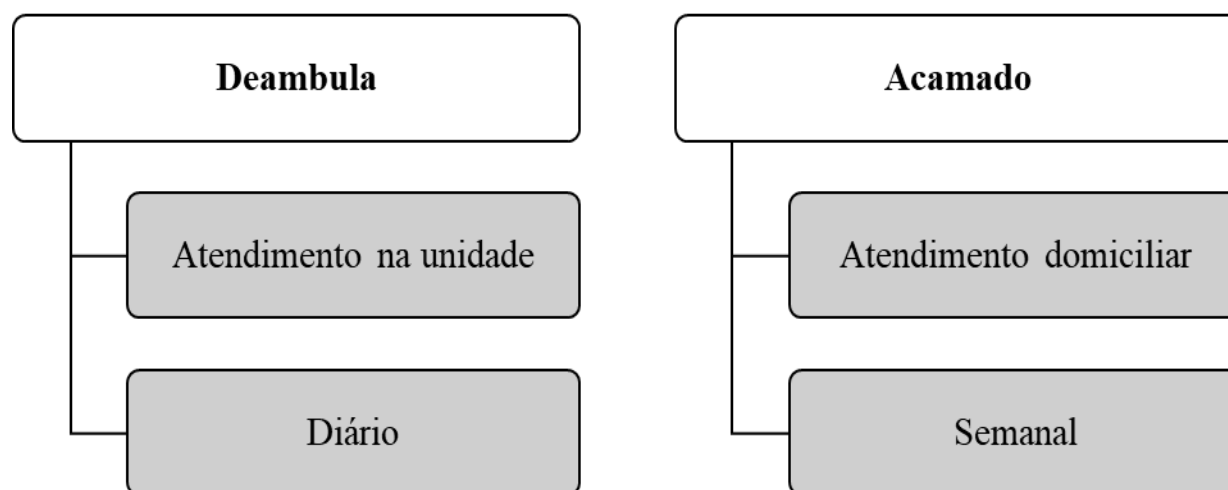 Deambula
Atendimento na unidade
Diário
Acamado
Atendimento domiciliar
Semanal